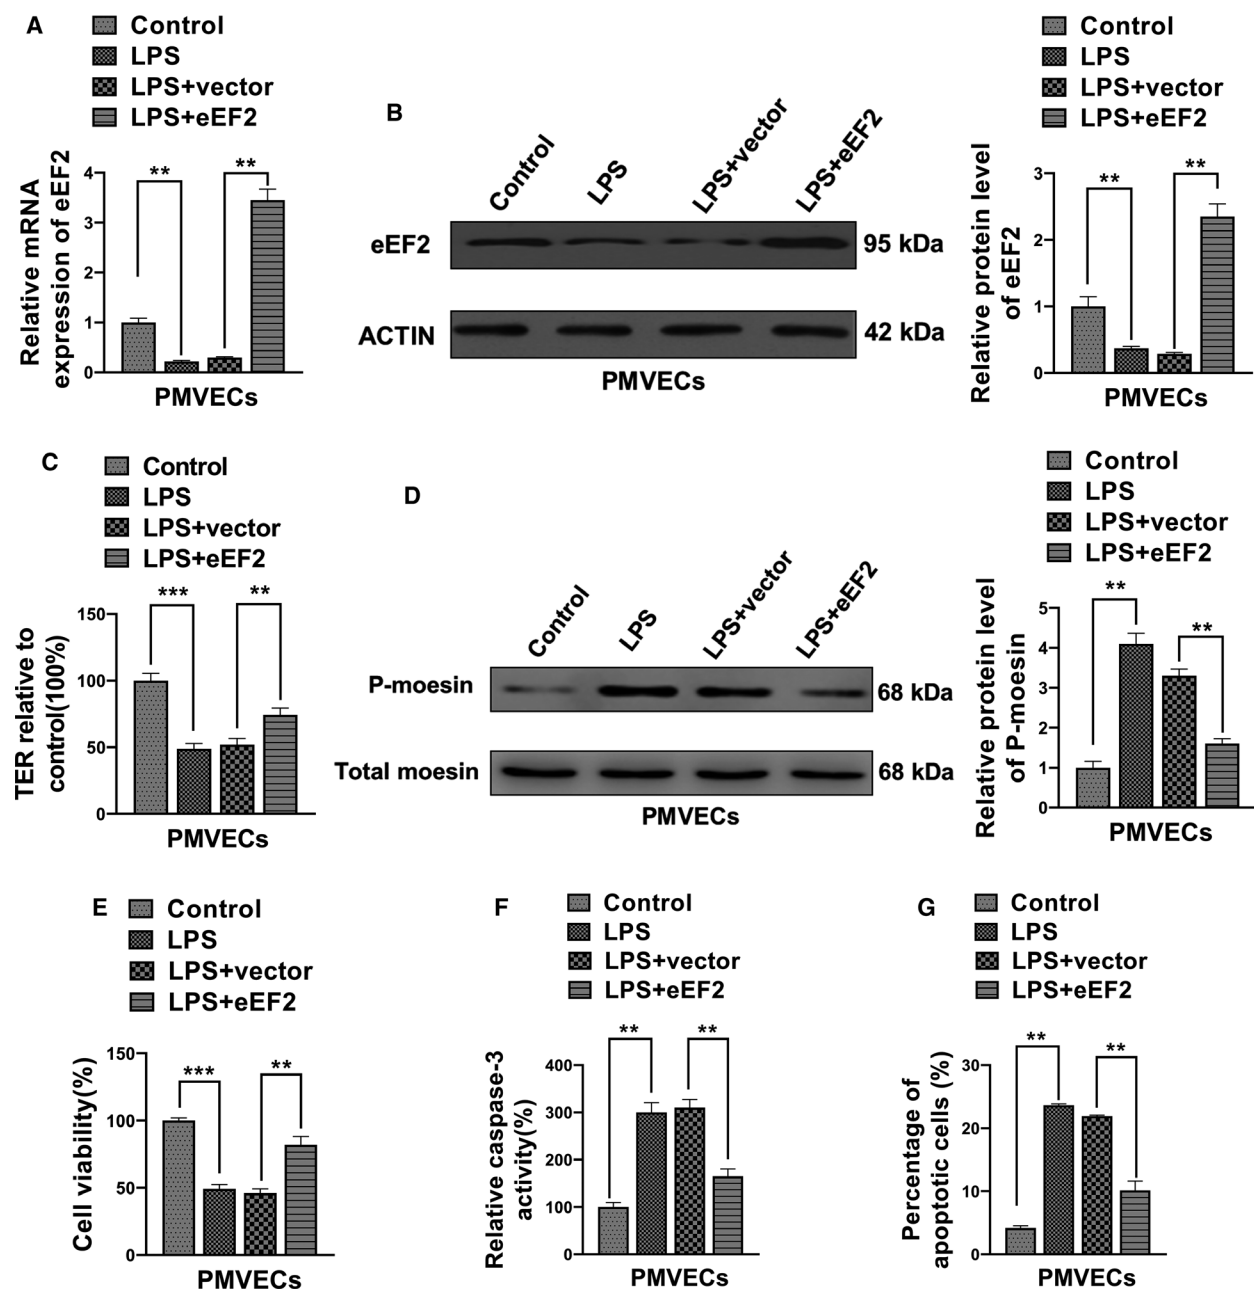 A
Control
LPS
LPS+vector
LPS+eEF2
Relative mRNA
expression of eEF2
4
3
2
1
0
**
**
PMVECs
B
Control
LPS
LPS+vector
LPS+eEF2
eEF2
95 kDa
ACTIN
42 kDa
PMVECs
Control
LPS
LPS+vector
LPS+eEF2
Relative protein level
of eEF2
3
2
1
0
**
**
PMVECs
C
Control
LPS
LPS+vector
LPS+eEF2
TER relative to
control(100%)
150
100
50
0
***
**
PMVECs
D
Control
LPS
LPS+vector
LPS+eEF2
P-moesin
68 kDa
Total moesin
68 kDa
PMVECs
Control
LPS
LPS+vector
LPS+eEF2
Relative protein level
of P-moesin
5
4
3
2
1
0
**
**
PMVECs
E
Control
LPS
LPS+vector
LPS+eEF2
Cell viability(%)
150
100
50
0
***
**
PMVECs
F
Control
LPS
LPS+vector
LPS+eEF2
Relative caspase-3
activity(%)
400
300
200
100
0
**
**
PMVECs
G
Control
LPS
LPS+vector
LPS+eEF2
Percentage of
apoptotic cells (%)
30
20
10
0
**
**
PMVECs